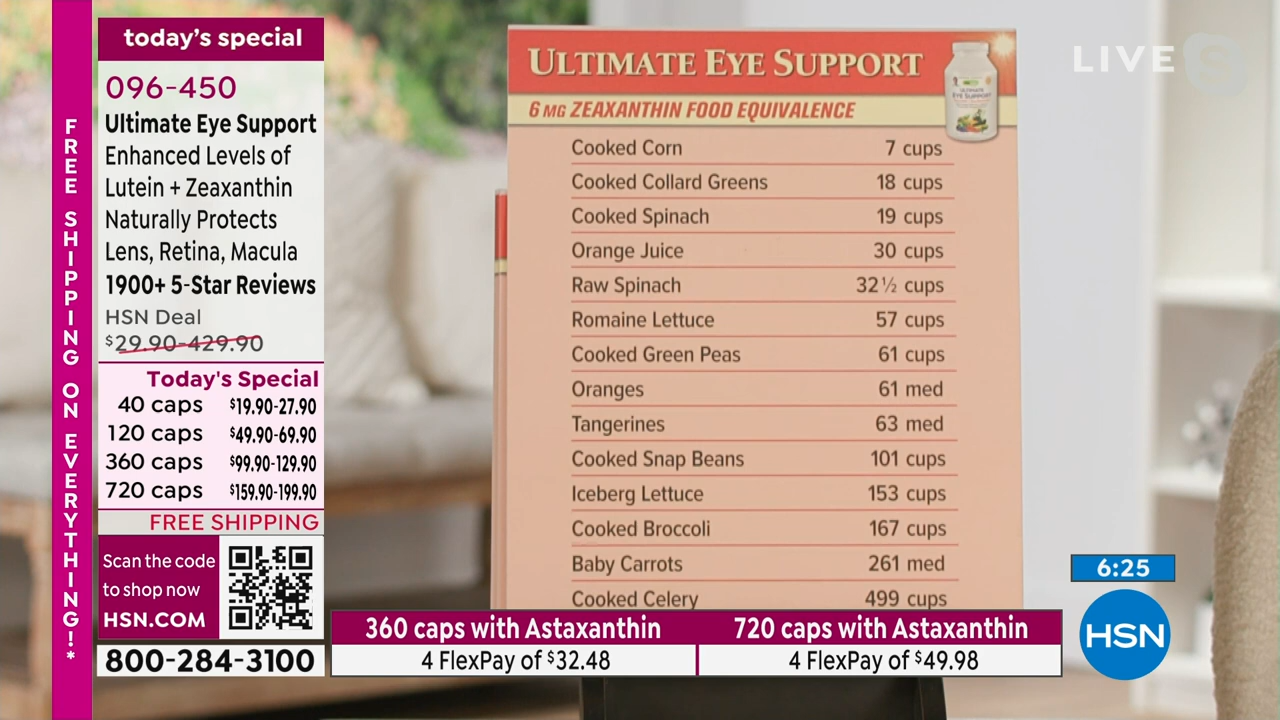 FREE SHIPPING ON EVERYTHING!*
today's special
096-450
Ultimate Eye Support
Enhanced Levels of
Lutein + Zeaxanthin
Naturally Protects
Lens, Retina, Macula
1900+ 5-Star Reviews
HSN Deal
$29.90-429.90
Today's Special
40 caps $19.90-27.90
120 caps $49.90-69.90
360 caps $99.90-129.90
720 caps $159.90-199.90
FREE SHIPPING
Scan the code
to shop now
HSN.COM
800-284-3100
ULTIMATE EYE SUPPORT
6 MG ZEAXANTHIN FOOD EQUIVALENCE
ULTIMATE
EYE SUPPORT
Cooked Corn 7 cups
Cooked Collard Greens 18 cups
Cooked Spinach 19 cups
Orange Juice 30 cups
Raw Spinach 32 ½ cups
Romaine Lettuce 57 cups
Cooked Green Peas 61 cups
Oranges 61 med
Tangerines 63 med
Cooked Snap Beans 101 cups
Iceberg Lettuce 153 cups
Cooked Broccoli 167 cups
Baby Carrots 261 med
Cooked Celery 499 cups
360 caps with Astaxanthin
4 FlexPay of $32.48
720 caps with Astaxanthin
4 FlexPay of $49.98
LIVE
6:25
HSN